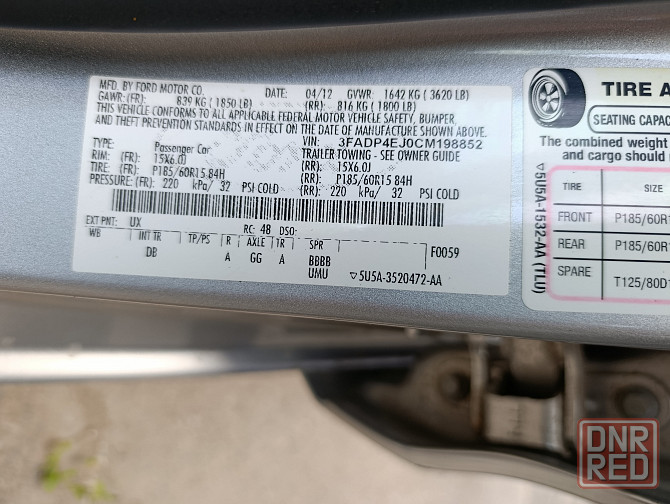 MFD. BY FORD MOTOR CO.
DATE: 04/12 GVWR: 1642 KG ( 3620 LB)
GAWR:(FR): 839 KG ( 1850 LB) (RR): 816 KG ( 1800 LB)
THIS VEHICLE CONFORMS TO ALL APPLICABLE FEDERAL MOTOR VEHICLE SAFETY, BUMPER,
AND THEFT PREVENTION STANDARDS IN EFFECT ON THE DATE OF MANUFACTURE SHOWN ABOVE.
VIN: 3FADP4EJ0CM198852
TYPE: Passenger Car TRAILER TOWING - SEE OWNER GUIDE
RIM: (FR): 15X6.0J (RR): 15X6.0J
TIRE: (FR): P185/60R15 84H (RR): P185/60R15 84H
PRESSURE: (FR): 220 kPa/ 32 PSI COLD (RR): 220 kPa/ 32 PSI COLD
EXT PNT: UX RC: 48 DSO:
WB INT TR TP/PS R AXLE TR SPR F0059
DB A GG A BBBB
UMU ▽5U5A-3520472-AA
TIRE A
SEATING CAPACITY
The combined weight
and cargo should
TIRE SIZE
FRONT P185/60R1
REAR P185/60R1
SPARE T125/80D1
▽5U5A-1532-AA (TLU)
DNR
RED